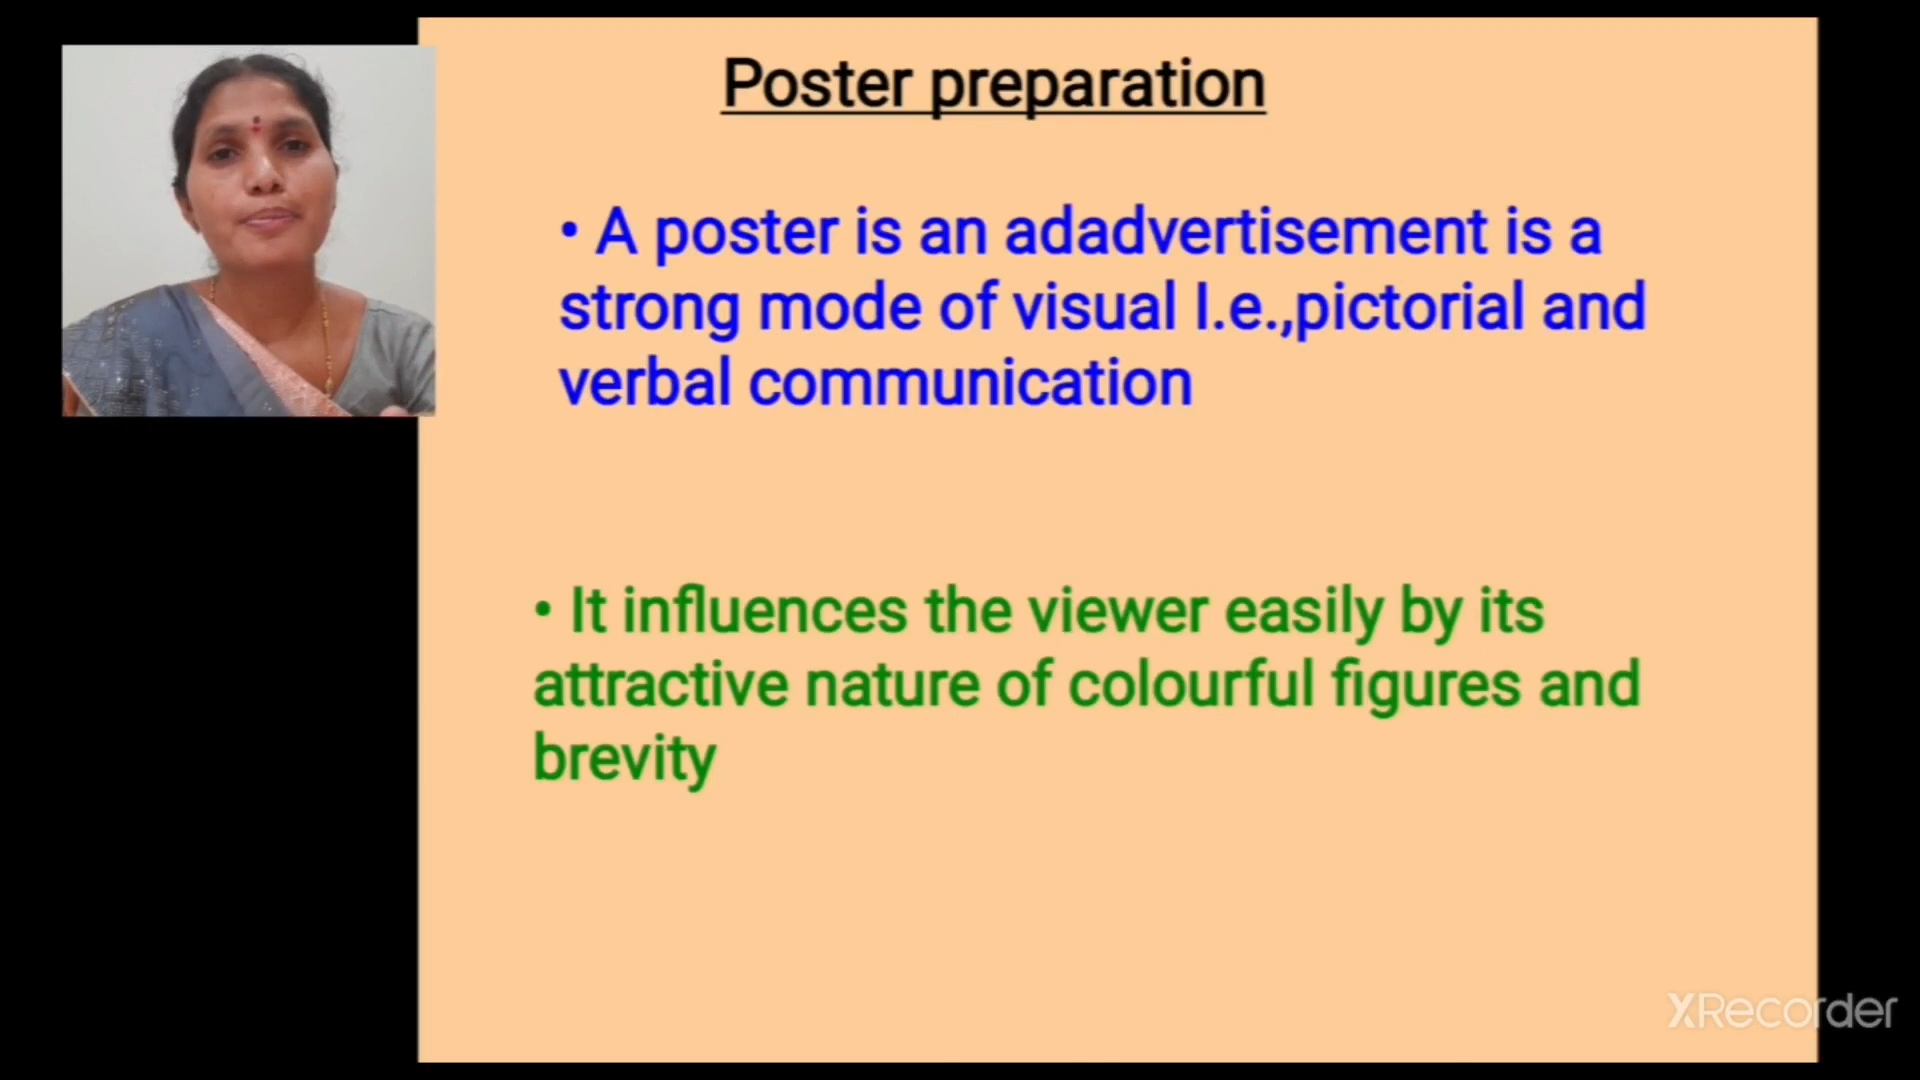 Poster preparation
• A poster is an adadvertisement is a
strong mode of visual I.e.,pictorial and
verbal communication
• It influences the viewer easily by its
attractive nature of colourful figures and
brevity
XRecorder